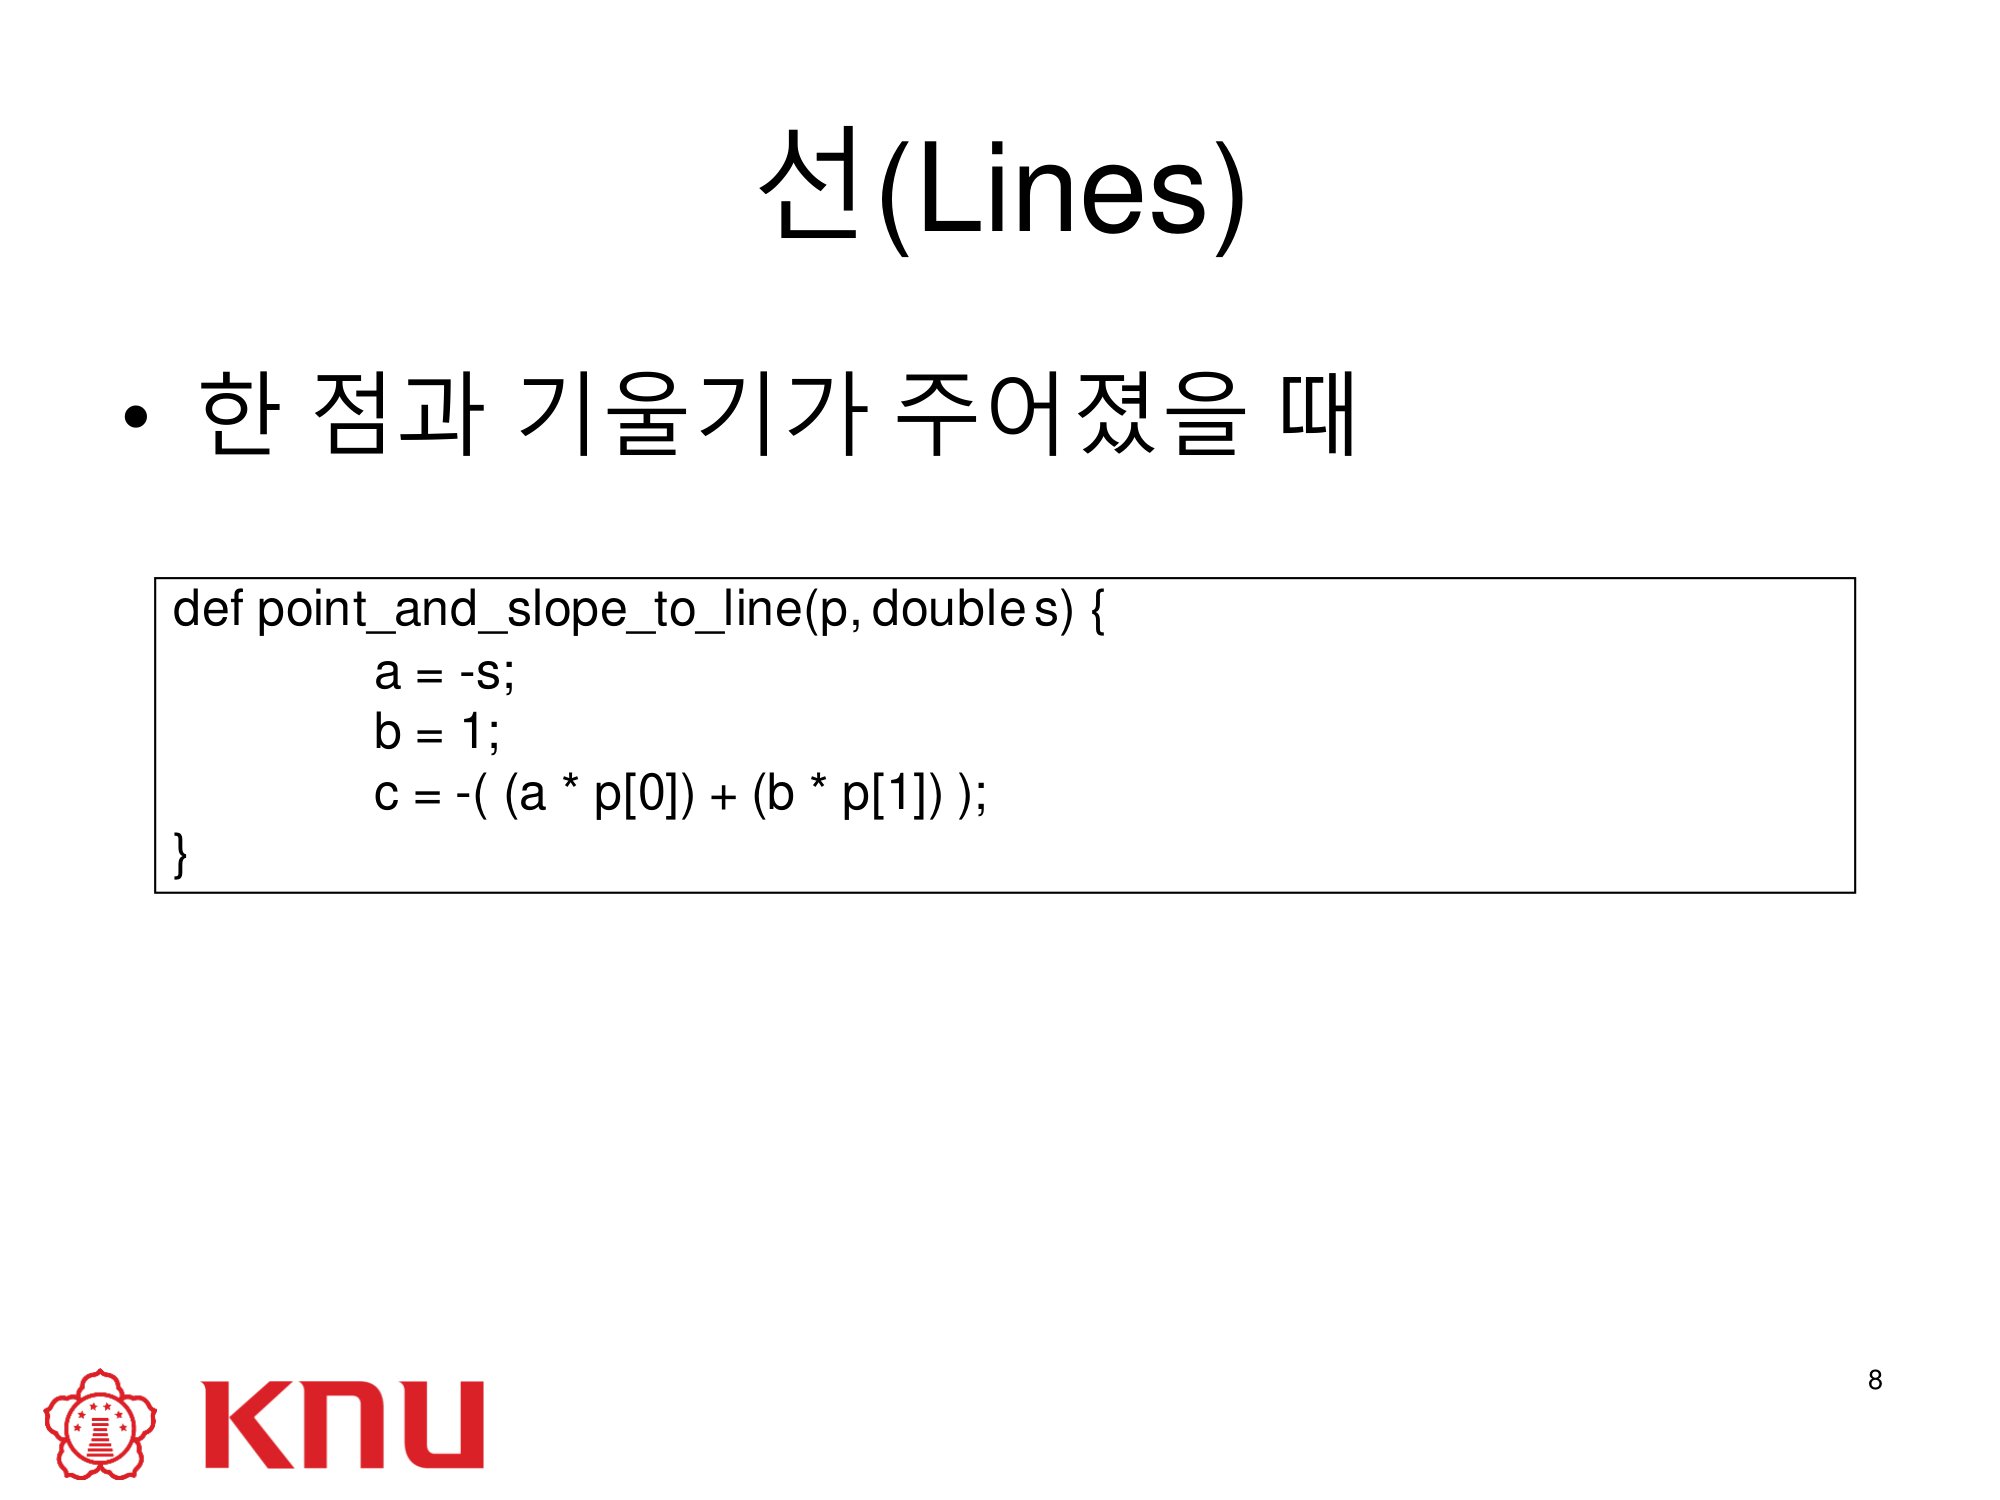 선(Lines)
• 한 점과 기울기가 주어졌을 때
def point_and_slope_to_line(p, double s) {
a = -s;
b = 1;
c = -( (a * p[0]) + (b * p[1]) );
}
8
KNU